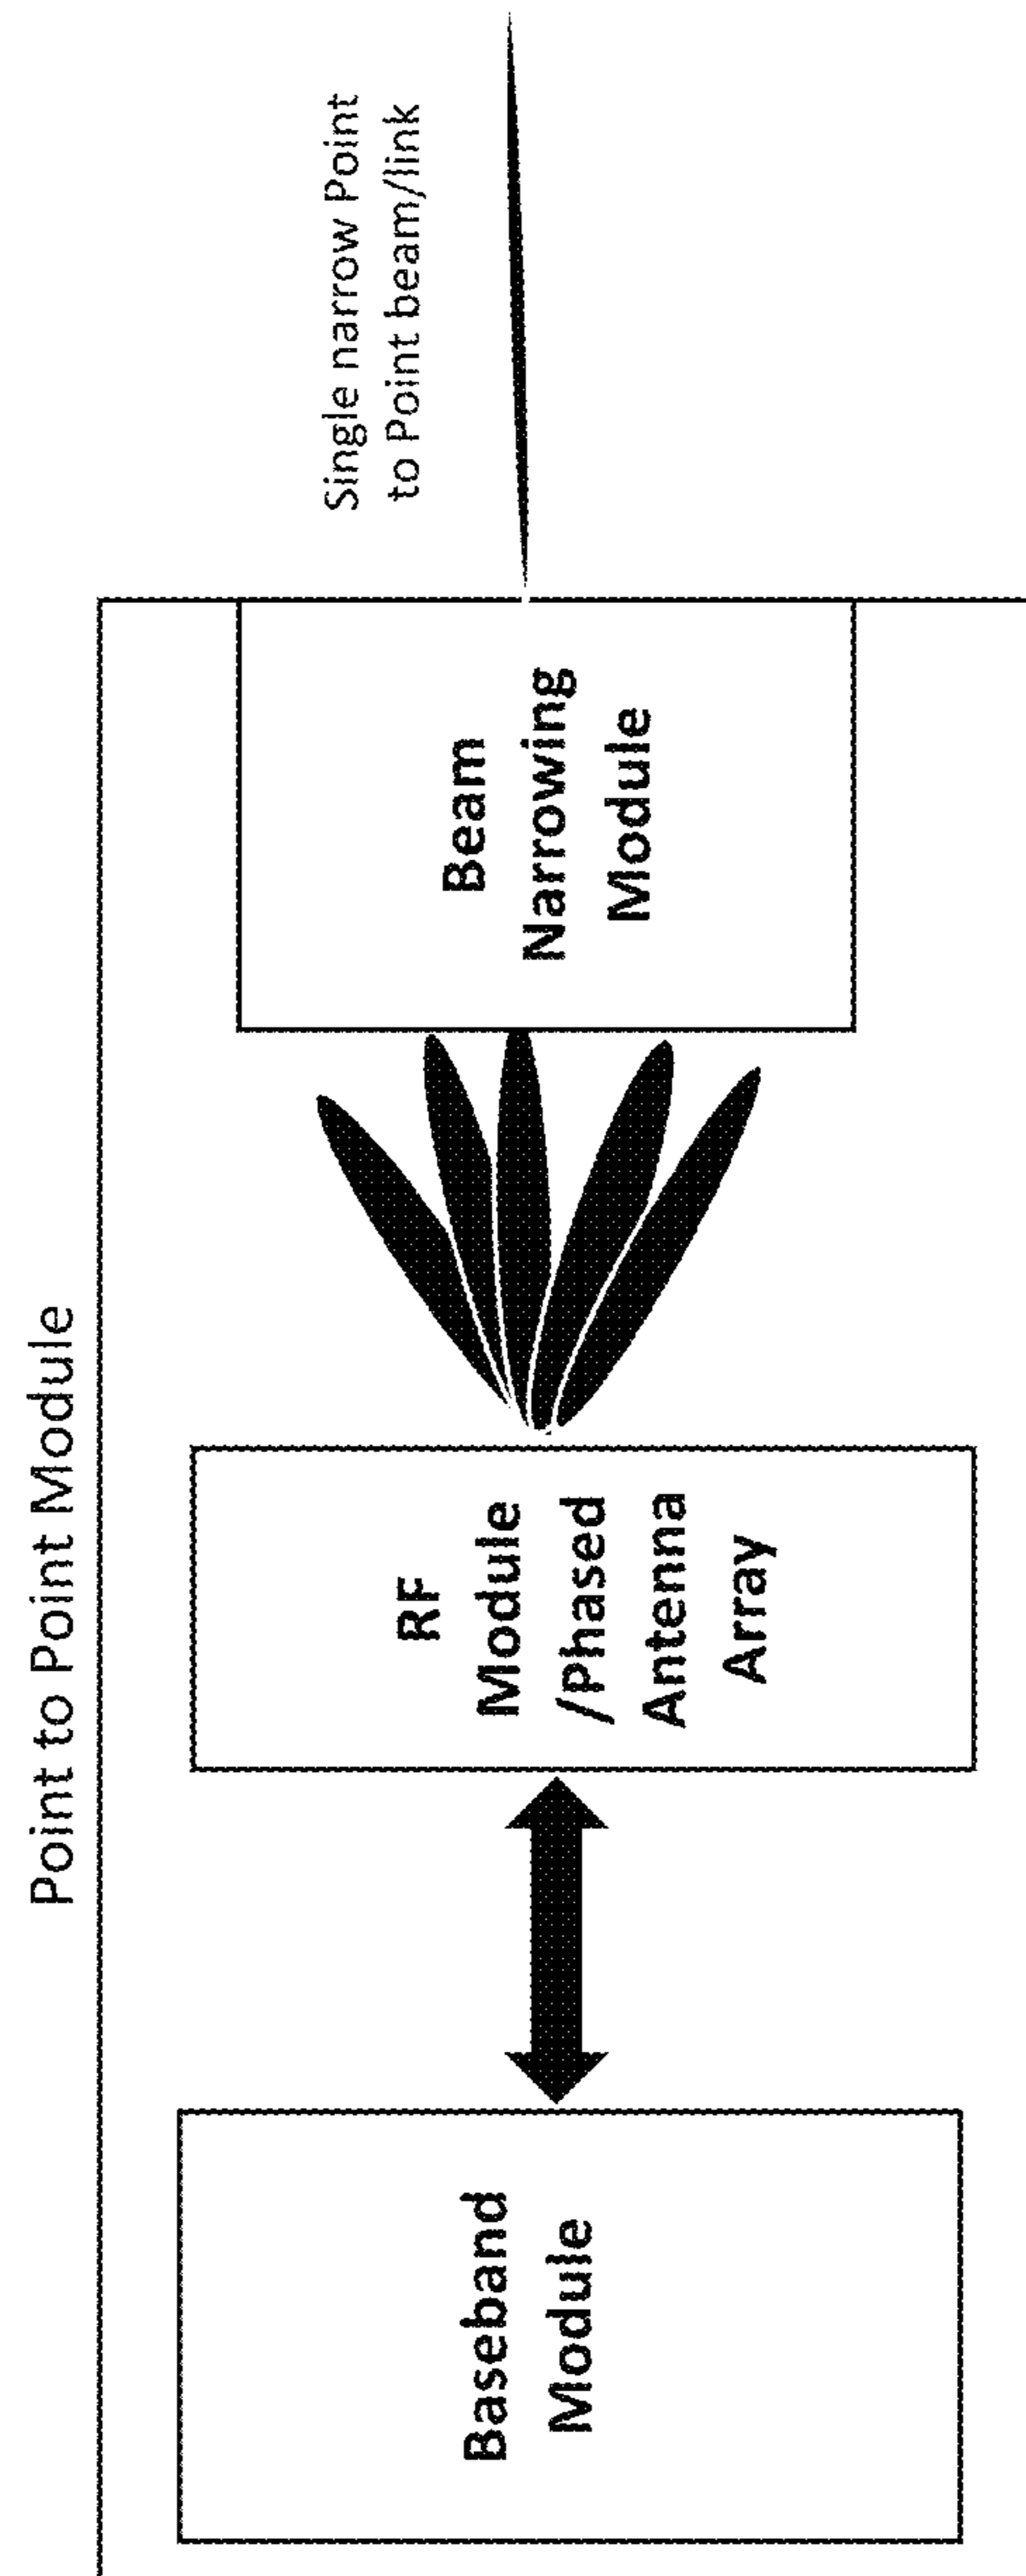 Point to Point Module
Baseband
Module
RF
Module
/Phased
Antenna
Array
Beam
Narrowing
Module
Single narrow Point
to Point beam/link